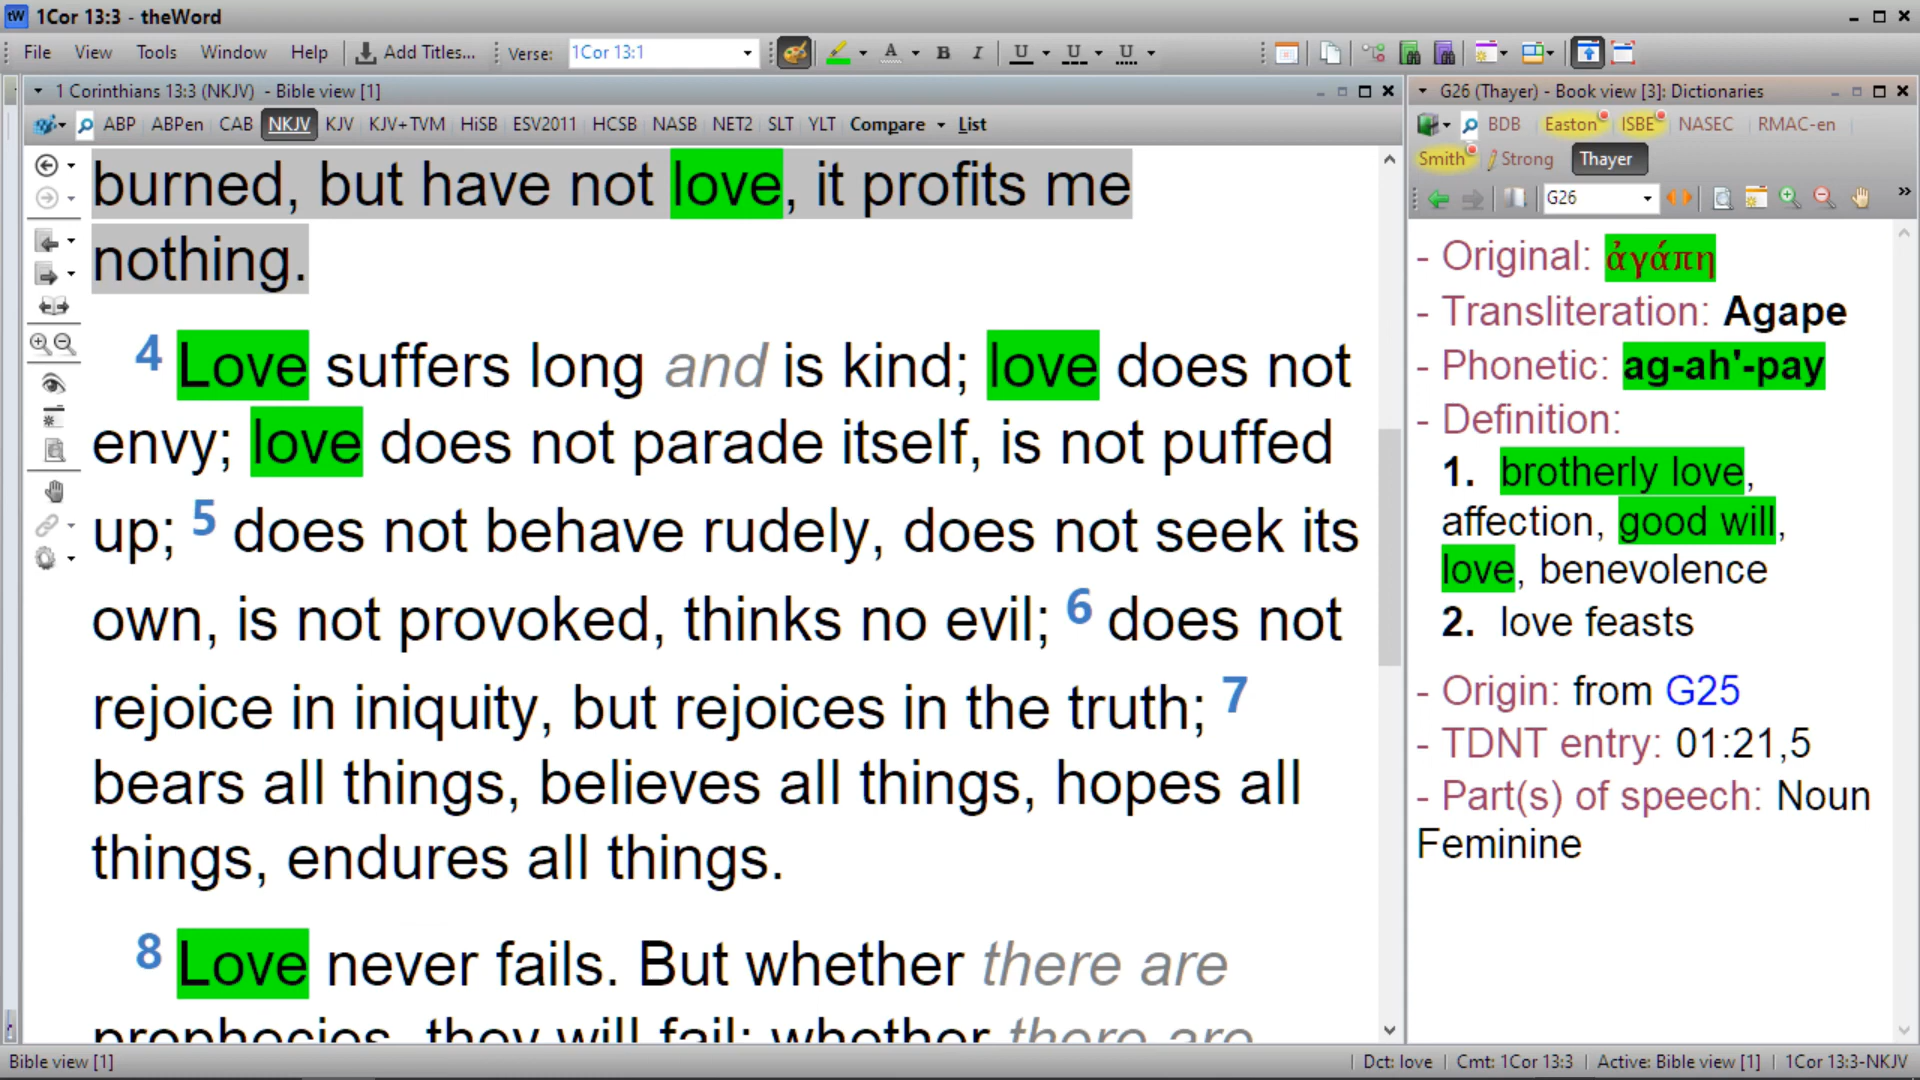 tW 1Cor 13:3 - theWord
File View Tools Window Help Add Titles... Verse: 1Cor 13:1 A B I U U U
1 Corinthians 13:3 (NKJV) - Bible view [1]
ABP ABPen CAB NKJV KJV KJV+TVM HiSB ESV2011 HCSB NASB NET2 SLT YLT Compare List
burned, but have not love, it profits me
nothing.
4 Love suffers long and is kind; love does not
envy; love does not parade itself, is not puffed
up; 5 does not behave rudely, does not seek its
own, is not provoked, thinks no evil; 6 does not
rejoice in iniquity, but rejoices in the truth; 7
bears all things, believes all things, hopes all
things, endures all things.
8 Love never fails. But whether there are
prophecies, they will fail; whether there are
G26 (Thayer) - Book view [3]: Dictionaries
BDB Easton ISBE NASEC RMAC-en
Smith Strong Thayer
G26 »
- Original: ἀγάπη
- Transliteration: Agape
- Phonetic: ag-ah'-pay
- Definition:
1. brotherly love,
affection, good will,
love, benevolence
2. love feasts
- Origin: from G25
- TDNT entry: 01:21,5
- Part(s) of speech: Noun
Feminine
Bible view [1] Dct: love Cmt: 1Cor 13:3 Active: Bible view [1] 1Cor 13:3-NKJV